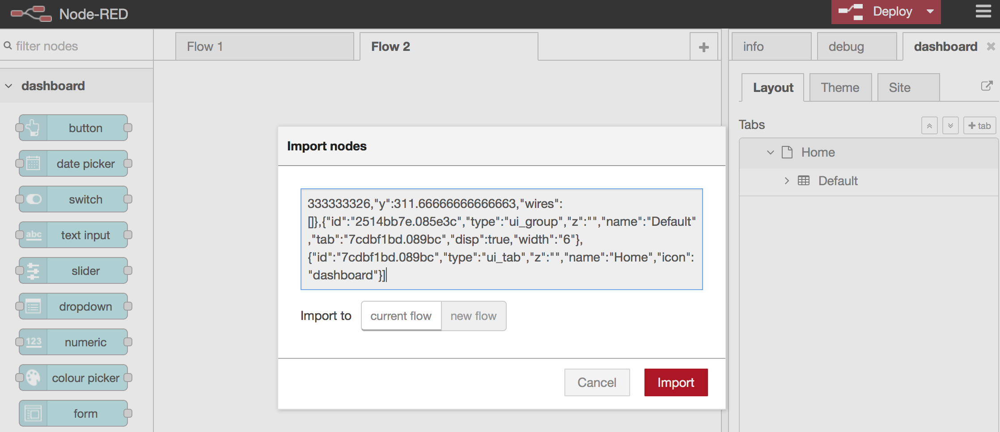 Node-RED
Deploy
filter nodes
Flow 1
Flow 2
info
debug
dashboard
dashboard
Layout
Theme
Site
Tabs
tab
Home
Default
button
date picker
switch
abc
text input
slider
dropdown
123
numeric
colour picker
form
Import nodes
333333326,"y":311.66666666666663,"wires":
[]},{"id":"2514bb7e.085e3c","type":"ui_group","z":"","name":"Default"
,"tab":"7cdbf1bd.089bc","disp":true,"width":"6"},
{"id":"7cdbf1bd.089bc","type":"ui_tab","z":"","name":"Home","icon":
"dashboard"}]
Import to
current flow
new flow
Cancel
Import